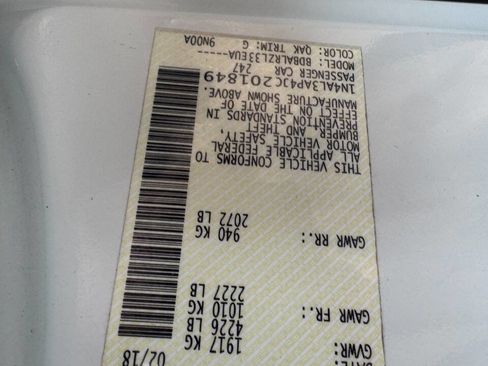 02/18
GVWR:
1917 KG
4226 LB
GAWR FR.:
1010 KG
2227 LB
GAWR RR.:
940 KG
2072 LB
THIS VEHICLE CONFORMS TO
ALL APPLICABLE FEDERAL
MOTOR VEHICLE SAFETY,
BUMPER AND THEFT
PREVENTION STANDARDS IN
EFFECT ON THE DATE OF
MANUFACTURE SHOWN ABOVE.
1N4AL3AP4JC201849
PASSENGER CAR 247
MODEL: BDBALRZL33EUA
COLOR: QAK TRIM: G 9N00A